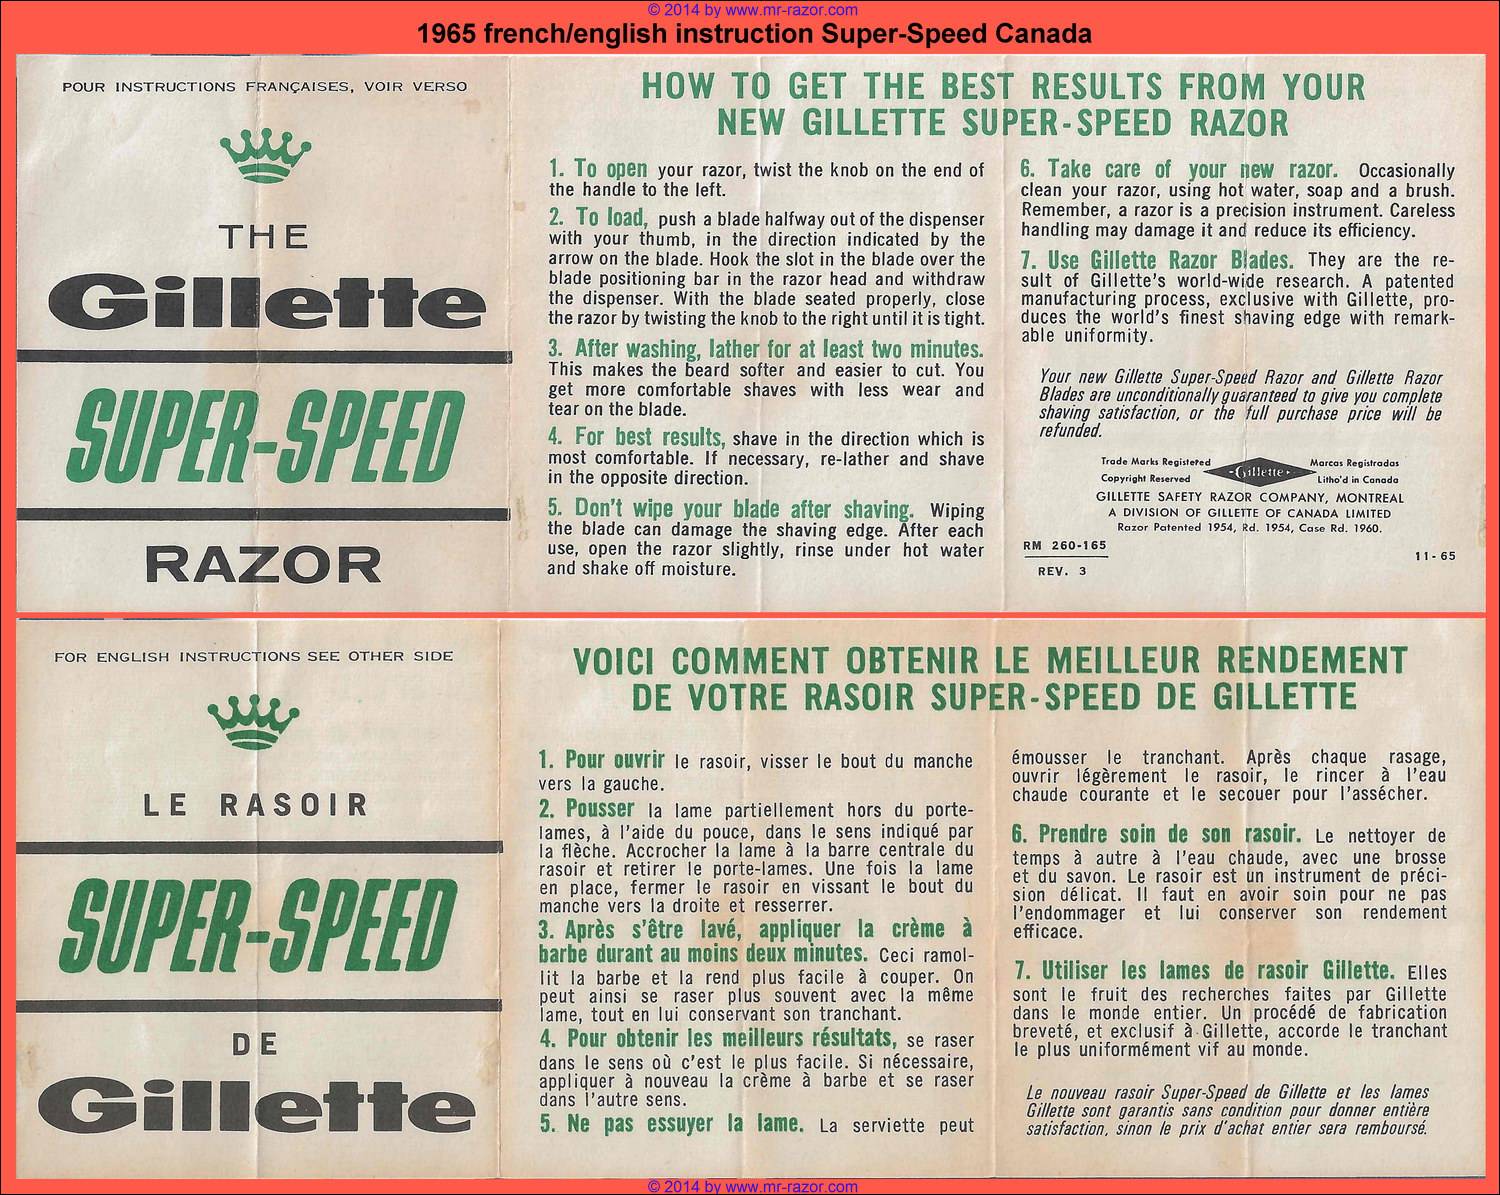 © 2014 by www.mr-razor.com
1965 french/english instruction Super-Speed Canada
POUR INSTRUCTIONS FRANÇAISES, VOIR VERSO
THE
Gillette
SUPER-SPEED
RAZOR
HOW TO GET THE BEST RESULTS FROM YOUR
NEW GILLETTE SUPER-SPEED RAZOR
1. To open your razor, twist the knob on the end of
the handle to the left.
2. To load, push a blade halfway out of the dispenser
with your thumb, in the direction indicated by the
arrow on the blade. Hook the slot in the blade over the
blade positioning bar in the razor head and withdraw
the dispenser. With the blade seated properly, close
the razor by twisting the knob to the right until it is tight.
3. After washing, lather for at least two minutes.
This makes the beard softer and easier to cut. You
get more comfortable shaves with less wear and
tear on the blade.
4. For best results, shave in the direction which is
most comfortable. If necessary, re-lather and shave
in the opposite direction.
5. Don't wipe your blade after shaving. Wiping
the blade can damage the shaving edge. After each
use, open the razor slightly, rinse under hot water
and shake off moisture.
6. Take care of your new razor. Occasionally
clean your razor, using hot water, soap and a brush.
Remember, a razor is a precision instrument. Careless
handling may damage it and reduce its efficiency.
7. Use Gillette Razor Blades. They are the re-
sult of Gillette's world-wide research. A patented
manufacturing process, exclusive with Gillette, pro-
duces the world's finest shaving edge with remark-
able uniformity.
Your new Gillette Super-Speed Razor and Gillette Razor
Blades are unconditionally guaranteed to give you complete
shaving satisfaction, or the full purchase price will be
refunded.
Trade Marks Registered Gillette Marcas Registradas
Copyright Reserved Litho'd in Canada
GILLETTE SAFETY RAZOR COMPANY, MONTREAL
A DIVISION OF GILLETTE OF CANADA LIMITED
Razor Patented 1954, Rd. 1954, Case Rd. 1960.
RM 260-165
REV. 3
11-65
FOR ENGLISH INSTRUCTIONS SEE OTHER SIDE
LE RASOIR
SUPER-SPEED
DE
Gillette
VOICI COMMENT OBTENIR LE MEILLEUR RENDEMENT
DE VOTRE RASOIR SUPER-SPEED DE GILLETTE
1. Pour ouvrir le rasoir, visser le bout du manche
vers la gauche.
2. Pousser la lame partiellement hors du porte-
lames, à l'aide du pouce, dans le sens indiqué par
la flèche. Accrocher la lame à la barre centrale du
rasoir et retirer le porte-lames. Une fois la lame
en place, fermer le rasoir en vissant le bout du
manche vers la droite et resserrer.
3. Après s'être lavé, appliquer la crème à
barbe durant au moins deux minutes. Ceci ramol-
lit la barbe et la rend plus facile à couper. On
peut ainsi se raser plus souvent avec la même
lame, tout en lui conservant son tranchant.
4. Pour obtenir les meilleurs résultats, se raser
dans le sens où c'est le plus facile. Si nécessaire,
appliquer à nouveau la crème à barbe et se raser
dans l'autre sens.
5. Ne pas essuyer la lame. La serviette peut
émousser le tranchant. Après chaque rasage,
ouvrir légèrement le rasoir, le rincer à l'eau
chaude courante et le secouer pour l'assécher.
6. Prendre soin de son rasoir. Le nettoyer de
temps à autre à l'eau chaude, avec une brosse
et du savon. Le rasoir est un instrument de préci-
sion délicat. Il faut en avoir soin pour ne pas
l'endommager et lui conserver son rendement
efficace.
7. Utiliser les lames de rasoir Gillette. Elles
sont le fruit des recherches faites par Gillette
dans le monde entier. Un procédé de fabrication
breveté, et exclusif à Gillette, accorde le tranchant
le plus uniformément vif au monde.
Le nouveau rasoir Super-Speed de Gillette et les lames
Gillette sont garantis sans condition pour donner entière
satisfaction, sinon le prix d'achat entier sera remboursé.
© 2014 by www.mr-razor.com